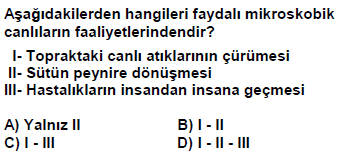 Aşağıdakilerden hangileri faydalı mikroskobik
canlıların faaliyetlerindendir?
I- Topraktaki canlı atıklarının çürümesi
II- Sütün peynire dönüşmesi
III- Hastalıkların insandan insana geçmesi
A) Yalnız II B) I - II
C) I - III D) I - II - III